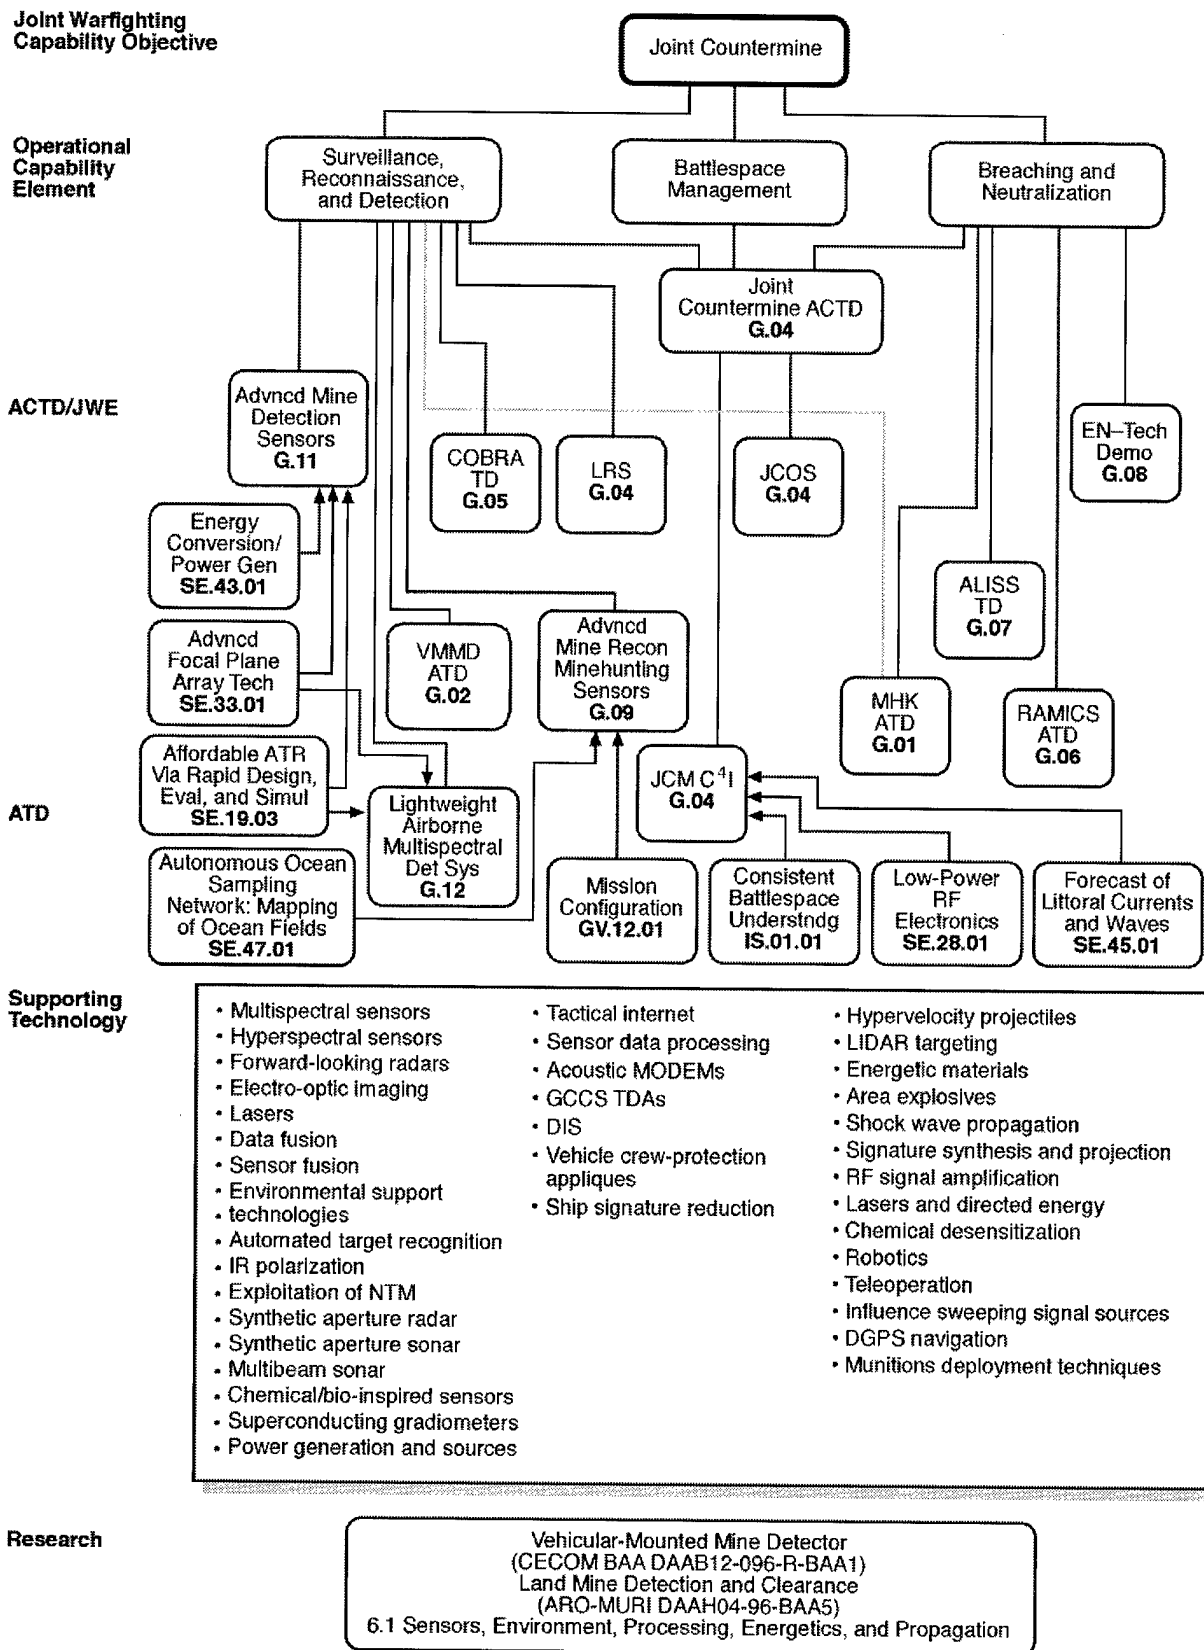 Joint Warfighting
Capability Objective
Joint Countermine
Operational
Capability
Element
Surveillance,
Reconnaissance,
and Detection
Battlespace
Management
Breaching and
Neutralization
Joint
Countermine ACTD
G.04
ACTD/JWE
Advncd Mine
Detection
Sensors
G.11
COBRA
TD
G.05
LRS
G.04
JCOS
G.04
EN–Tech
Demo
G.08
Energy
Conversion/
Power Gen
SE.43.01
ALISS
TD
G.07
Advncd
Focal Plane
Array Tech
SE.33.01
VMMD
ATD
G.02
Advncd
Mine Recon
Minehunting
Sensors
G.09
MHK
ATD
G.01
RAMICS
ATD
G.06
Affordable ATR
Via Rapid Design,
Eval, and Simul
SE.19.03
JCM C⁴I
G.04
ATD
Lightweight
Airborne
Multispectral
Det Sys
G.12
Autonomous Ocean
Sampling
Network: Mapping
of Ocean Fields
SE.47.01
Mission
Configuration
GV.12.01
Consistent
Battlespace
Understndg
IS.01.01
Low-Power
RF
Electronics
SE.28.01
Forecast of
Littoral Currents
and Waves
SE.45.01
Supporting
Technology
• Multispectral sensors
• Hyperspectral sensors
• Forward-looking radars
• Electro-optic imaging
• Lasers
• Data fusion
• Sensor fusion
• Environmental support
• technologies
• Automated target recognition
• IR polarization
• Exploitation of NTM
• Synthetic aperture radar
• Synthetic aperture sonar
• Multibeam sonar
• Chemical/bio-inspired sensors
• Superconducting gradiometers
• Power generation and sources
• Tactical internet
• Sensor data processing
• Acoustic MODEMs
• GCCS TDAs
• DIS
• Vehicle crew-protection
appliques
• Ship signature reduction
• Hypervelocity projectiles
• LIDAR targeting
• Energetic materials
• Area explosives
• Shock wave propagation
• Signature synthesis and projection
• RF signal amplification
• Lasers and directed energy
• Chemical desensitization
• Robotics
• Teleoperation
• Influence sweeping signal sources
• DGPS navigation
• Munitions deployment techniques
Research
Vehicular-Mounted Mine Detector
(CECOM BAA DAAB12-096-R-BAA1)
Land Mine Detection and Clearance
(ARO-MURI DAAH04-96-BAA5)
6.1 Sensors, Environment, Processing, Energetics, and Propagation